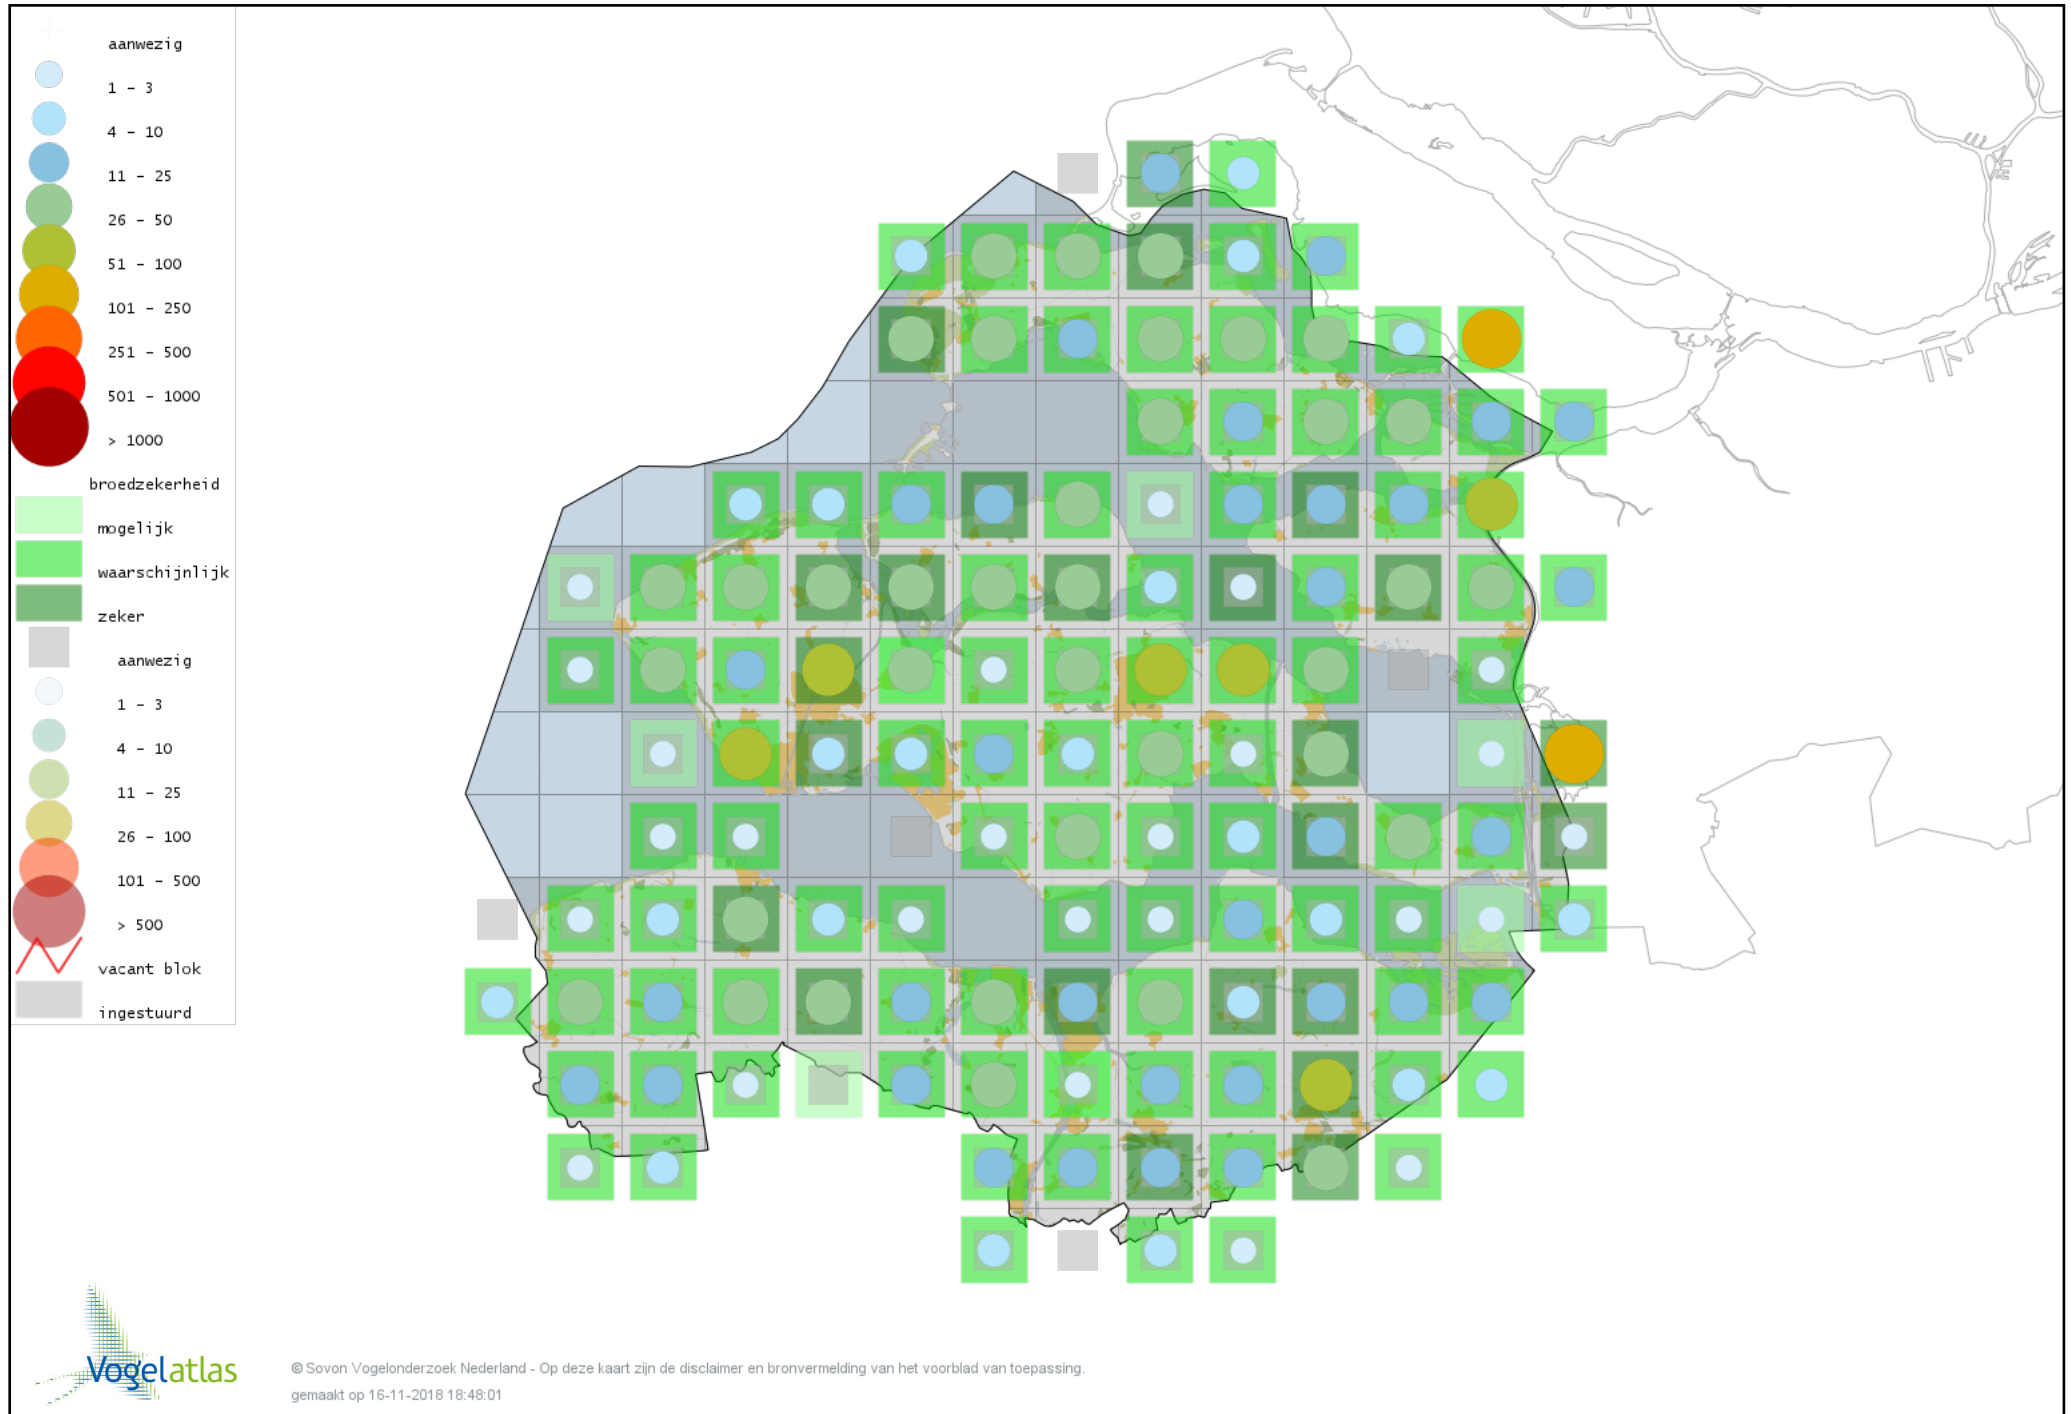 aanwezig
1 - 3
4 - 10
11 - 25
26 - 50
51 - 100
101 - 250
251 - 500
501 - 1000
> 1000
broedzekerheid
mogelijk
waarschijnlijk
zeker
aanwezig
1 - 3
4 - 10
11 - 25
26 - 100
101 - 500
> 500
vacant blok
ingestuurd
Vogelatlas
© Sovon Vogelonderzoek Nederland - Op deze kaart zijn de disclaimer en bronvermelding van het voorblad van toepassing.
gemaakt op 16-11-2018 18:48:01